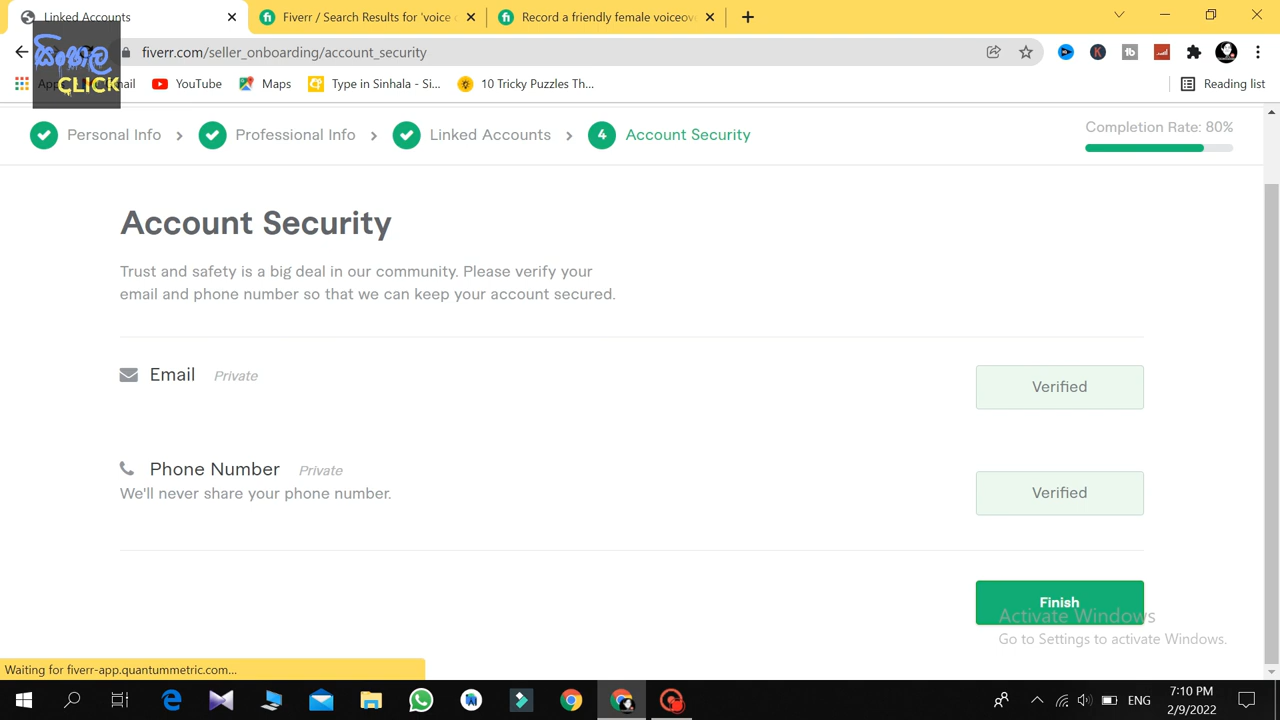 Linked Accounts
Fiverr / Search Results for 'voice
Record a friendly female voiceov
fiverr.com/seller_onboarding/account_security
සිංහල
CLICK
YouTube
Maps
Type in Sinhala - Si...
10 Tricky Puzzles Th...
Reading list
Personal Info
Professional Info
Linked Accounts
4 Account Security
Completion Rate: 80%
Account Security
Trust and safety is a big deal in our community. Please verify your
email and phone number so that we can keep your account secured.
Email Private
Verified
Phone Number Private
We'll never share your phone number.
Verified
Finish
Activate Windows
Go to Settings to activate Windows.
Waiting for fiverr-app.quantummetric.com...
ENG
7:10 PM
2/9/2022